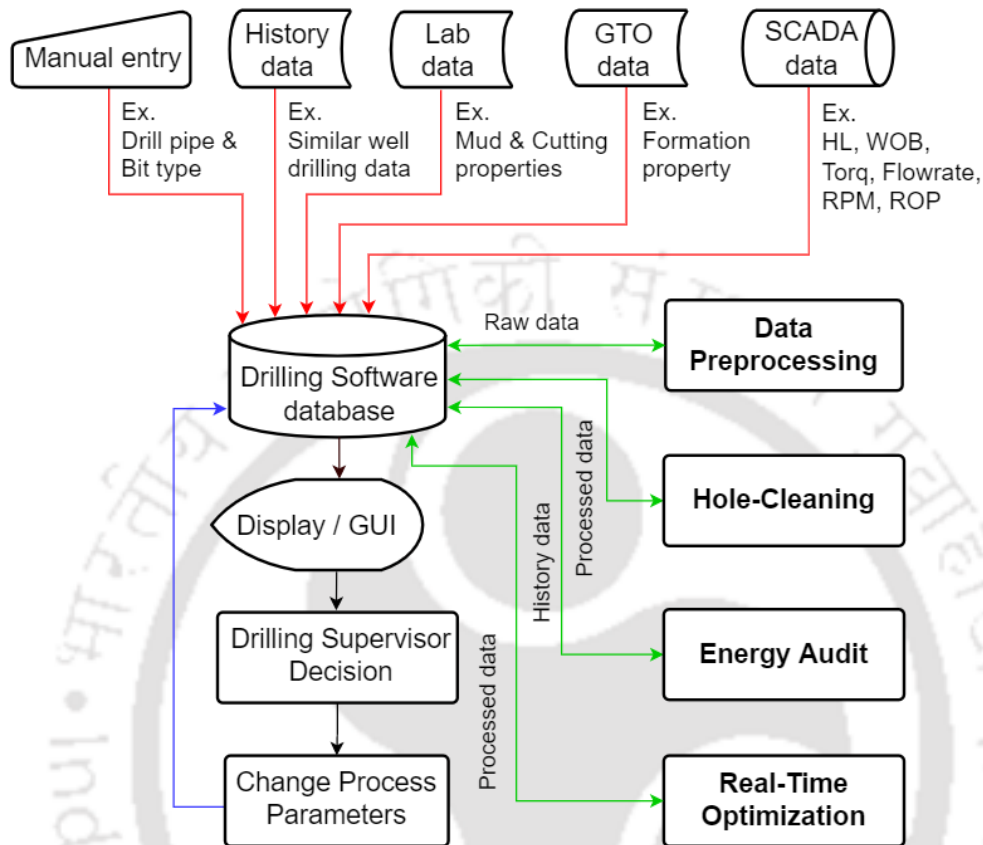 Manual entry
History
data
Lab
data
GTO
data
SCADA
data
Ex.
Drill pipe &
Bit type
Ex.
Similar well
drilling data
Ex.
Mud & Cutting
properties
Ex.
Formation
property
Ex.
HL, WOB,
Torq, Flowrate,
RPM, ROP
Drilling Software
database
Raw data
Data
Preprocessing
Display / GUI
Processed data
History data
Processed data
Hole-Cleaning
Drilling Supervisor
Decision
Energy Audit
Change Process
Parameters
Real-Time
Optimization